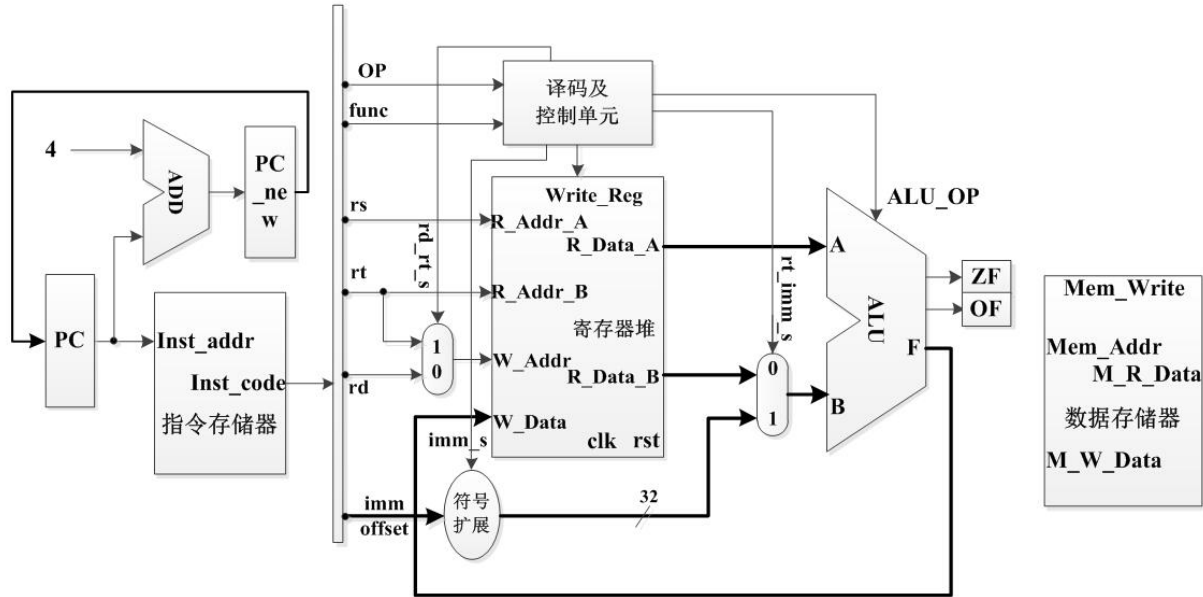 OP
func
译码及
控制单元
4
ADD
PC
_ne
w
rs
rt
rd
rd_rt_s
Write_Reg
R_Addr_A
R_Data_A
R_Addr_B
寄存器堆
W_Addr
R_Data_B
W_Data
clk rst
1
0
rt_imm_s
0
1
ALU_OP
A
ALU
F
B
ZF
OF
Mem_Write
Mem_Addr
M_R_Data
数据存储器
M_W_Data
PC
Inst_addr
Inst_code
指令存储器
imm_s
imm
offset
符号
扩展
32